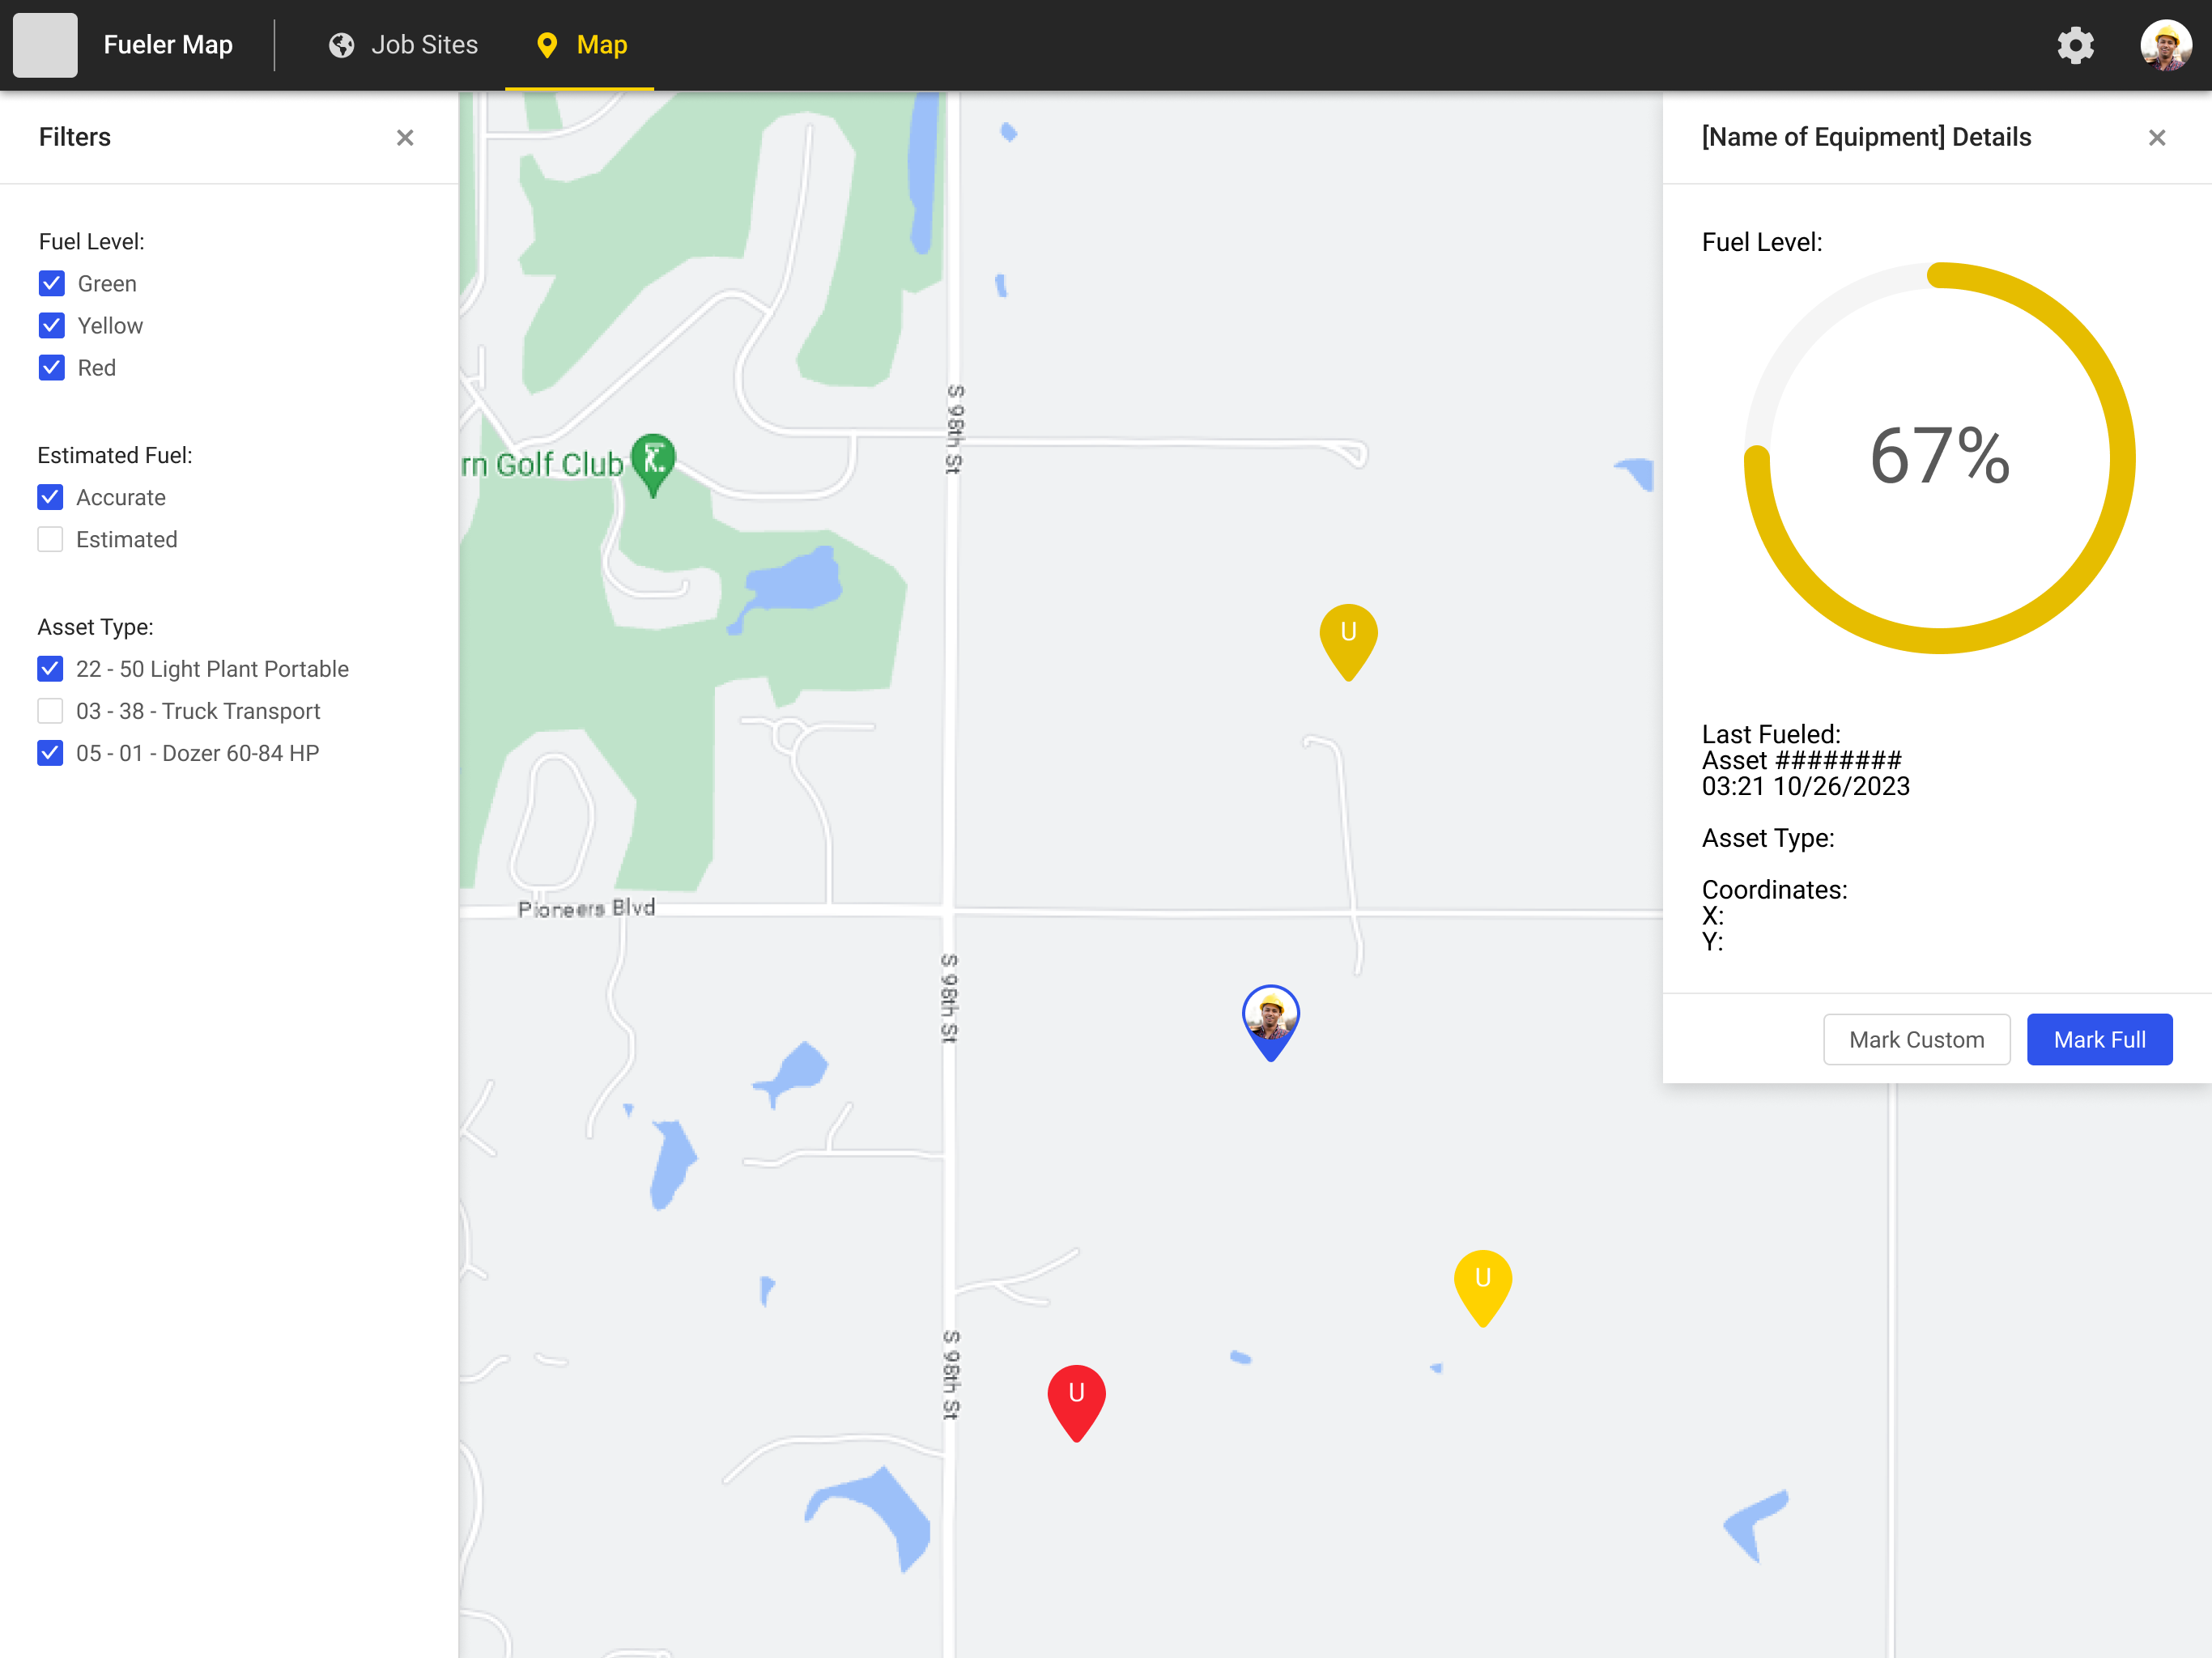 Fueler Map
Job Sites
Map
Filters
Fuel Level:
Green
Yellow
Red
Estimated Fuel:
Accurate
Estimated
Asset Type:
22 - 50 Light Plant Portable
03 - 38 - Truck Transport
05 - 01 - Dozer 60-84 HP
rn Golf Club
S 98th St
U
Pioneers Blvd
S 98th St
U
S 98th St
U
[Name of Equipment] Details
Fuel Level:
67%
Last Fueled:
Asset ########
03:21 10/26/2023
Asset Type:
Coordinates:
X:
Y:
Mark Custom
Mark Full